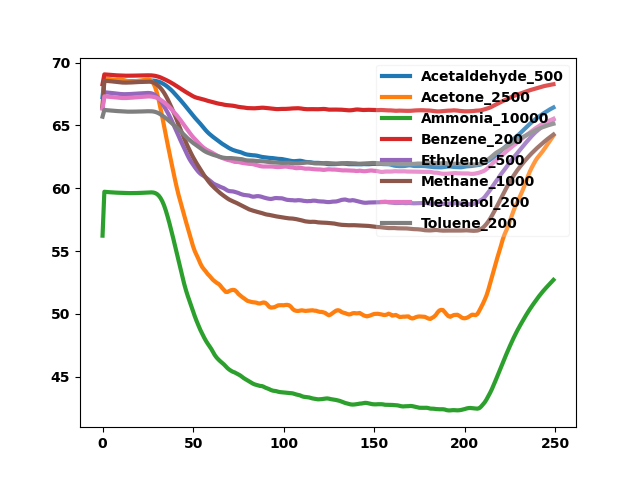 70
65
60
55
50
45
0
50
100
150
200
250
Acetaldehyde_500
Acetone_2500
Ammonia_10000
Benzene_200
Ethylene_500
Methane_1000
Methanol_200
Toluene_200